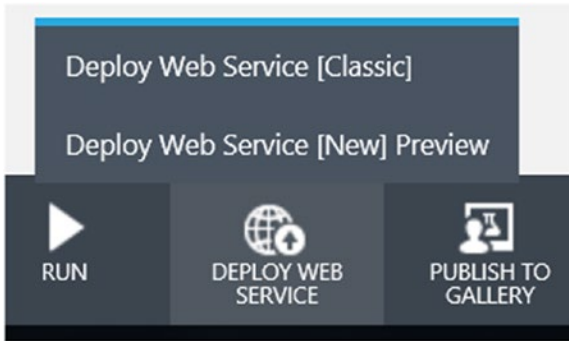 Deploy Web Service [Classic]
Deploy Web Service [New] Preview
RUN
DEPLOY WEB
SERVICE
PUBLISH TO
GALLERY